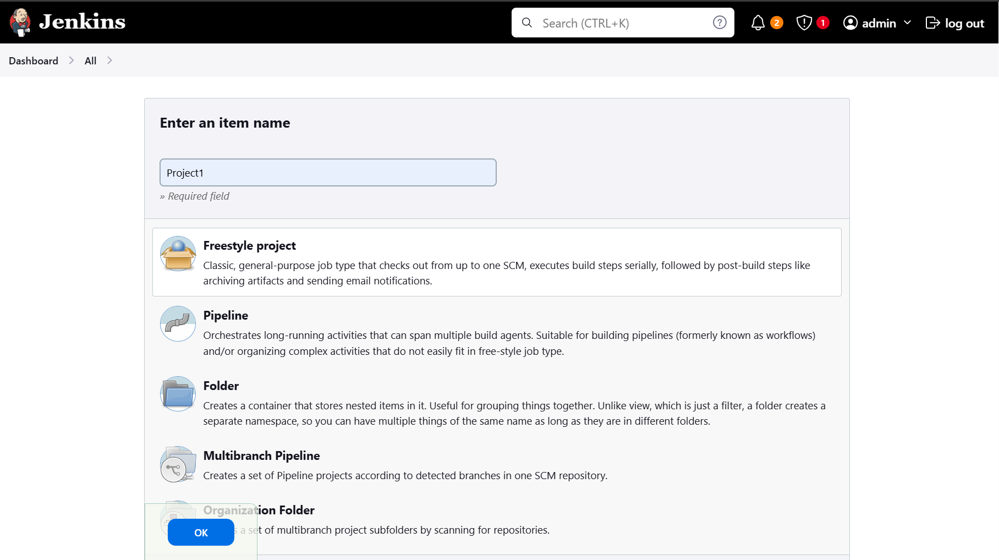 Jenkins
Search (CTRL+K)
2
1
admin
log out
Dashboard
All
Enter an item name
Project1
» Required field
Freestyle project
Classic, general-purpose job type that checks out from up to one SCM, executes build steps serially, followed by post-build steps like
archiving artifacts and sending email notifications.
Pipeline
Orchestrates long-running activities that can span multiple build agents. Suitable for building pipelines (formerly known as workflows)
and/or organizing complex activities that do not easily fit in free-style job type.
Folder
Creates a container that stores nested items in it. Useful for grouping things together. Unlike view, which is just a filter, a folder creates a
separate namespace, so you can have multiple things of the same name as long as they are in different folders.
Multibranch Pipeline
Creates a set of Pipeline projects according to detected branches in one SCM repository.
Organization Folder
a set of multibranch project subfolders by scanning for repositories.
OK